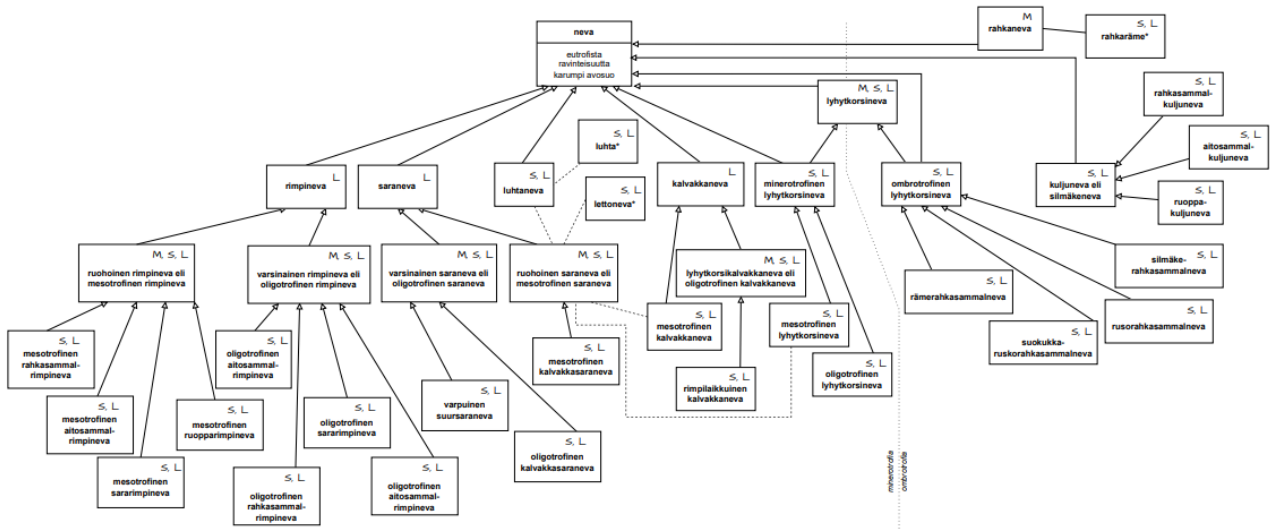 neva
eutrofista
ravinteisuutta
karumpi avosuo
M
rahkaneva
S, L
rahkaräme*
M, S, L
lyhytkorsineva
S, L
rahkasammal-
kuljuneva
S, L
aitosammal-
kuljuneva
S, L
ruoppa-
kuljuneva
S, L
kuljuneva eli
silmäkeneva
L
rimpineva
L
saraneva
S, L
luhtaneva
S, L
luhta*
S, L
lettoneva*
L
kalvakkaneva
S, L
minerotrofinen
lyhytkorsineva
S, L
ombrotrofinen
lyhytkorsineva
M, S, L
ruohoinen rimpineva eli
mesotrofinen rimpineva
M, S, L
varsinainen rimpineva eli
oligotrofinen rimpineva
M, S, L
varsinainen saraneva eli
oligotrofinen saraneva
M, S, L
ruohoinen saraneva eli
mesotrofinen saraneva
M, S, L
lyhytkorsikalvakkaneva eli
oligotrofinen kalvakkaneva
S, L
silmäke-
rahkasammalneva
S, L
rämerahkasammalneva
S, L
rusorahkasammalneva
S, L
suokukka-
ruskorahkasammalneva
S, L
mesotrofinen
rahkasammal-
rimpineva
S, L
oligotrofinen
aitosammal-
rimpineva
S, L
mesotrofinen
kalvakkasaraneva
S, L
mesotrofinen
kalvakkaneva
S, L
mesotrofinen
lyhytkorsineva
S, L
oligotrofinen
lyhytkorsineva
S, L
mesotrofinen
aitosammal-
rimpineva
S, L
mesotrofinen
ruopparimpineva
S, L
oligotrofinen
sararimpineva
S, L
varpuinen
suursaraneva
S, L
rimpilaikkuinen
kalvakkaneva
S, L
mesotrofinen
sararimpineva
S, L
oligotrofinen
rahkasammal-
rimpineva
S, L
oligotrofinen
aitosammal-
rimpineva
S, L
oligotrofinen
kalvakkasaraneva
minerotrofia
ombrotrofia